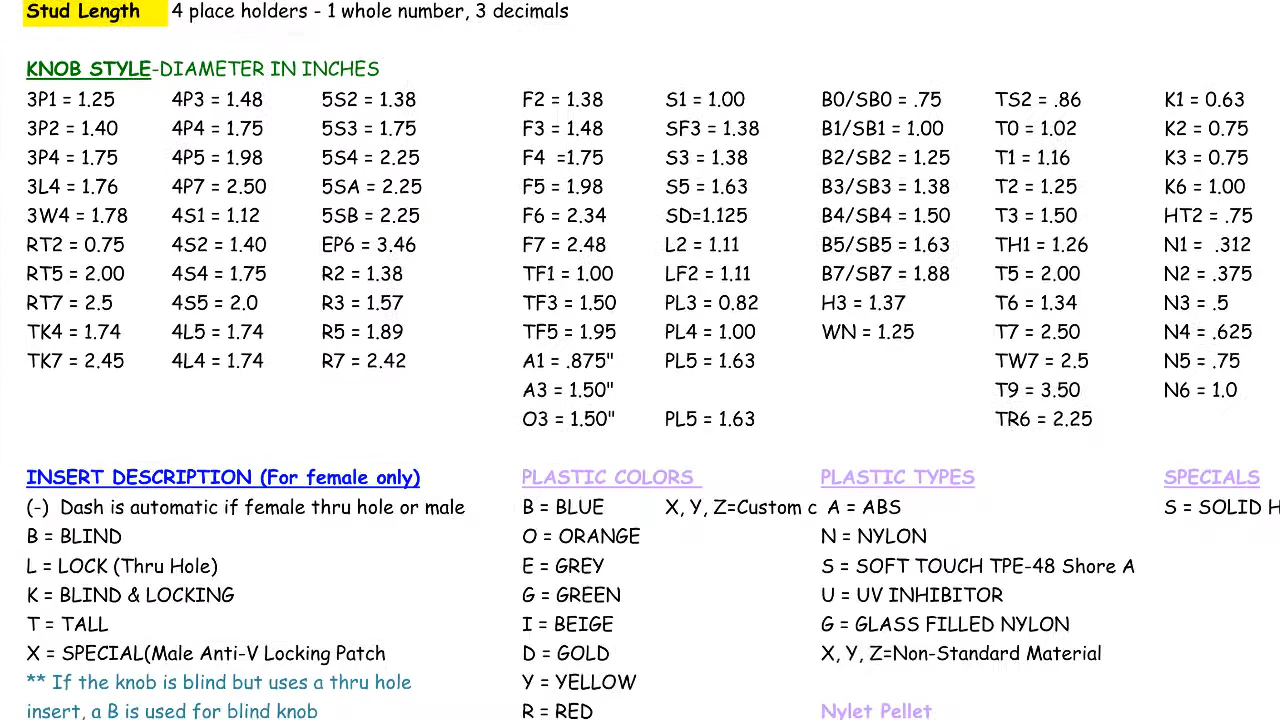 Stud Length 4 place holders - 1 whole number, 3 decimals
KNOB STYLE-DIAMETER IN INCHES
3P1 = 1.25 4P3 = 1.48 5S2 = 1.38 F2 = 1.38 S1 = 1.00 B0/SB0 = .75 TS2 = .86 K1 = 0.63
3P2 = 1.40 4P4 = 1.75 5S3 = 1.75 F3 = 1.48 SF3 = 1.38 B1/SB1 = 1.00 T0 = 1.02 K2 = 0.75
3P4 = 1.75 4P5 = 1.98 5S4 = 2.25 F4 =1.75 S3 = 1.38 B2/SB2 = 1.25 T1 = 1.16 K3 = 0.75
3L4 = 1.76 4P7 = 2.50 5SA = 2.25 F5 = 1.98 S5 = 1.63 B3/SB3 = 1.38 T2 = 1.25 K6 = 1.00
3W4 = 1.78 4S1 = 1.12 5SB = 2.25 F6 = 2.34 SD=1.125 B4/SB4 = 1.50 T3 = 1.50 HT2 = .75
RT2 = 0.75 4S2 = 1.40 EP6 = 3.46 F7 = 2.48 L2 = 1.11 B5/SB5 = 1.63 TH1 = 1.26 N1 = .312
RT5 = 2.00 4S4 = 1.75 R2 = 1.38 TF1 = 1.00 LF2 = 1.11 B7/SB7 = 1.88 T5 = 2.00 N2 = .375
RT7 = 2.5 4S5 = 2.0 R3 = 1.57 TF3 = 1.50 PL3 = 0.82 H3 = 1.37 T6 = 1.34 N3 = .5
TK4 = 1.74 4L5 = 1.74 R5 = 1.89 TF5 = 1.95 PL4 = 1.00 WN = 1.25 T7 = 2.50 N4 = .625
TK7 = 2.45 4L4 = 1.74 R7 = 2.42 A1 = .875" PL5 = 1.63 TW7 = 2.5 N5 = .75
A3 = 1.50" T9 = 3.50 N6 = 1.0
O3 = 1.50" PL5 = 1.63 TR6 = 2.25
INSERT DESCRIPTION (For female only) PLASTIC COLORS PLASTIC TYPES SPECIALS
(-) Dash is automatic if female thru hole or male B = BLUE X, Y, Z=Custom c A = ABS S = SOLID H
B = BLIND O = ORANGE N = NYLON
L = LOCK (Thru Hole) E = GREY S = SOFT TOUCH TPE-48 Shore A
K = BLIND & LOCKING G = GREEN U = UV INHIBITOR
T = TALL I = BEIGE G = GLASS FILLED NYLON
X = SPECIAL(Male Anti-V Locking Patch D = GOLD X, Y, Z=Non-Standard Material
** If the knob is blind but uses a thru hole Y = YELLOW
insert, a B is used for blind knob R = RED Nylet Pellet